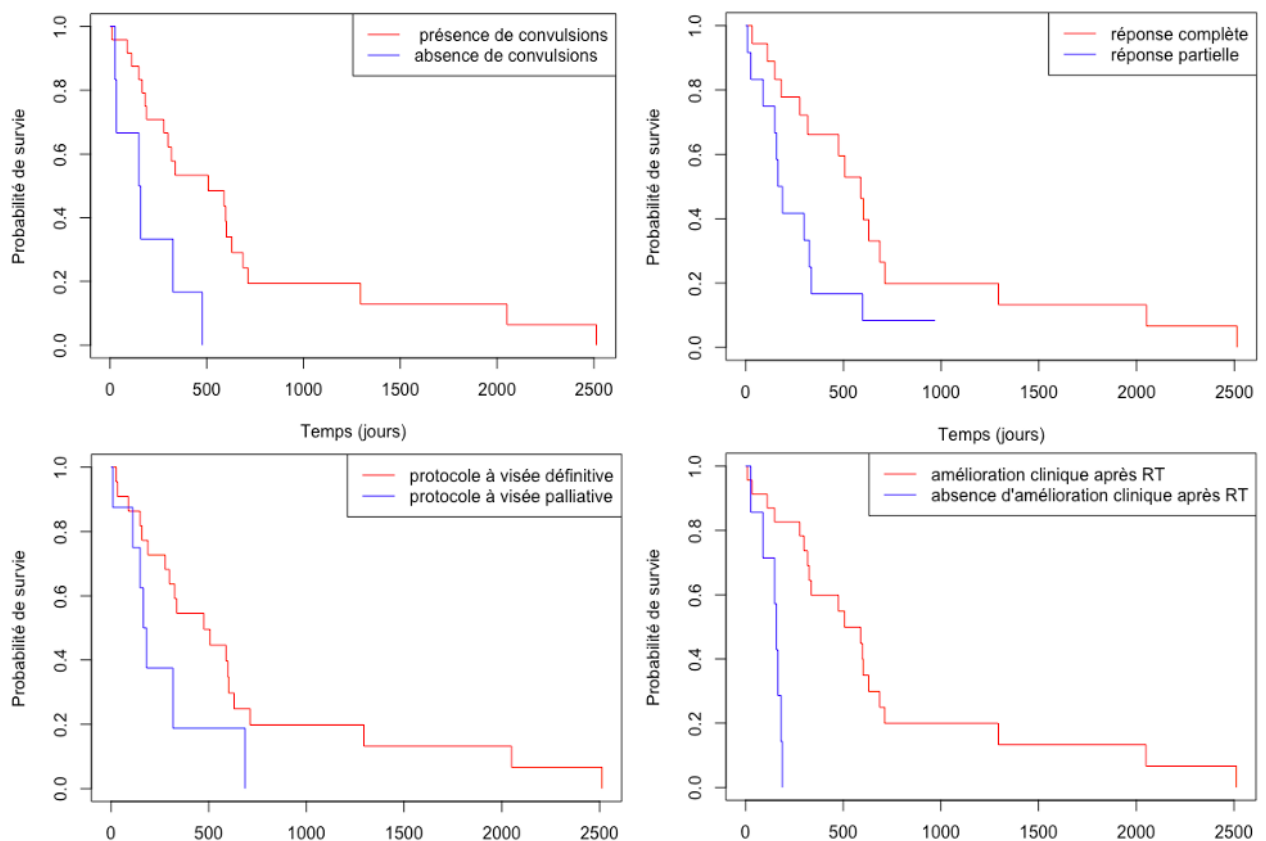 présence de convulsions
absence de convulsions
Probabilité de survie
0.0 0.2 0.4 0.6 0.8 1.0
0 500 1000 1500 2000 2500
Temps (jours)
réponse complète
réponse partielle
Probabilité de survie
0.0 0.2 0.4 0.6 0.8 1.0
0 500 1000 1500 2000 2500
Temps (jours)
protocole à visée définitive
protocole à visée palliative
Probabilité de survie
0.0 0.2 0.4 0.6 0.8 1.0
0 500 1000 1500 2000 2500
amélioration clinique après RT
absence d'amélioration clinique après RT
Probabilité de survie
0.0 0.2 0.4 0.6 0.8 1.0
0 500 1000 1500 2000 2500